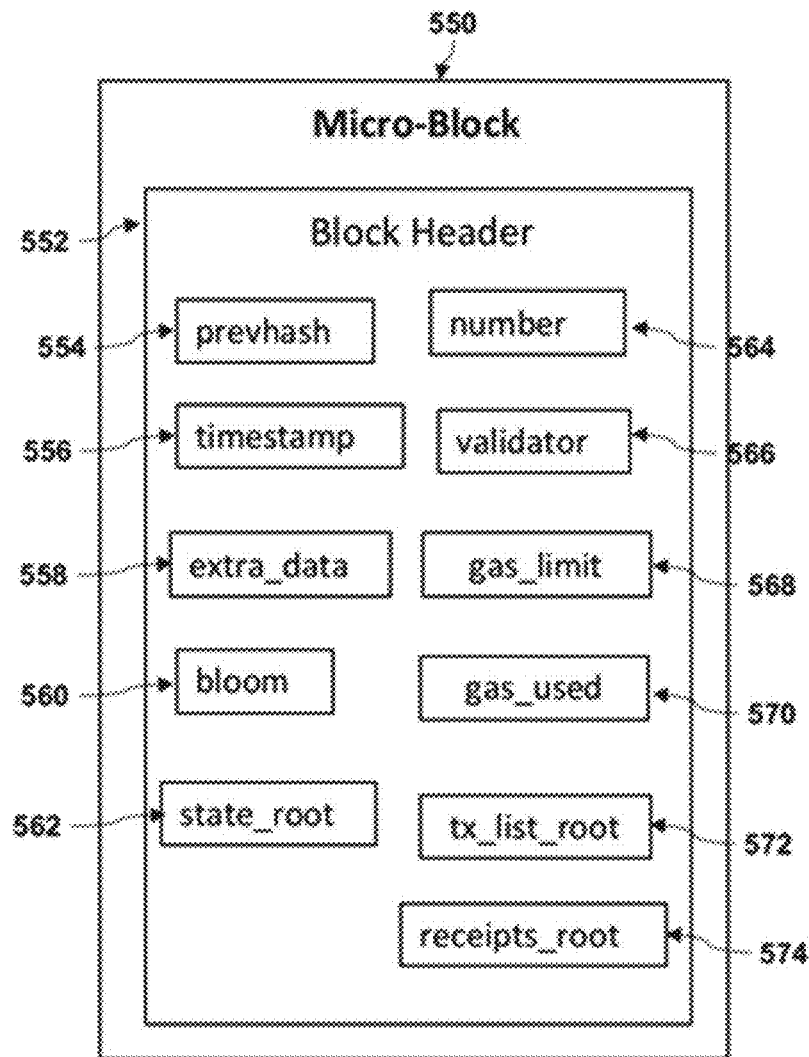 550
Micro-Block
552
Block Header
554
prevhash
number
564
556
timestamp
validator
566
558
extra_data
gas_limit
568
560
bloom
gas_used
570
562
state_root
tx_list_root
572
receipts_root
574